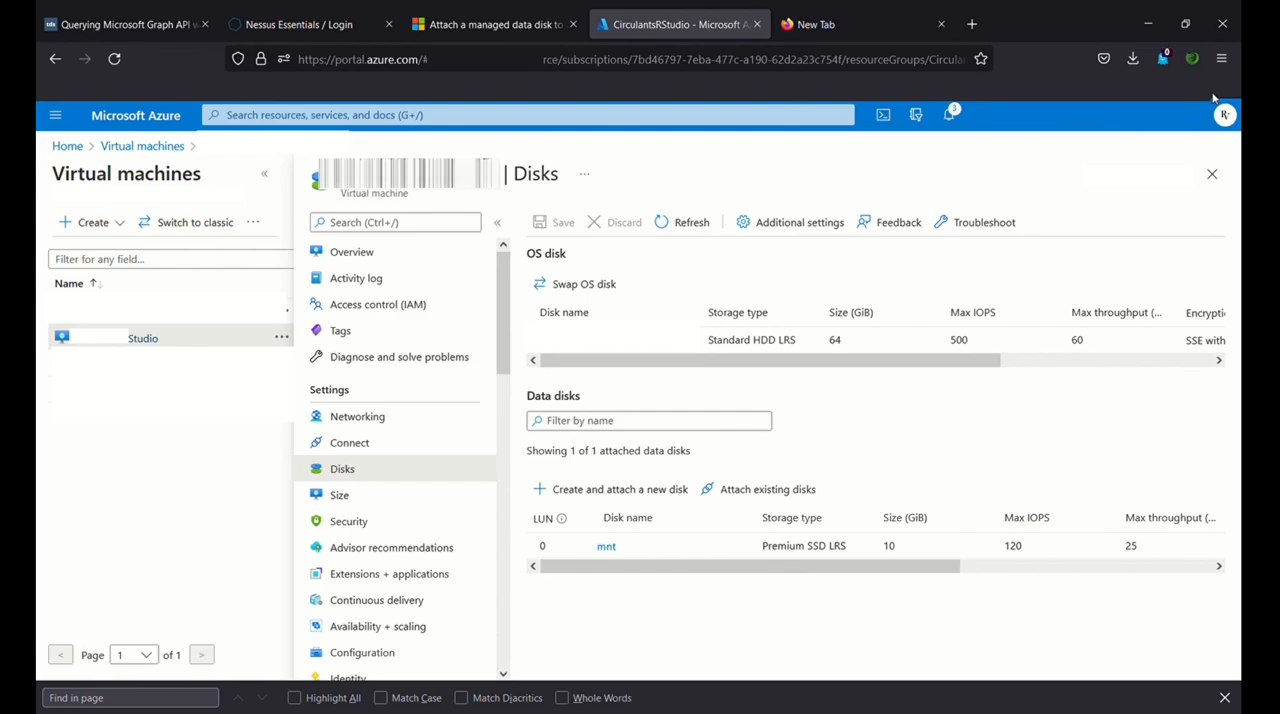 Querying Microsoft Graph API w
Nessus Essentials / Login
Attach a managed data disk to
CirculantsRStudio - Microsoft A
New Tab
https://portal.azure.com/#
rce/subscriptions/7bd46797-7eba-477c-a190-62d2a23c754f/resourceGroups/Circula
0
Microsoft Azure
Search resources, services, and docs (G+/)
3
Home > Virtual machines >
Virtual machines
Create
Switch to classic
Filter for any field...
Name
Studio
< Page 1 of 1 >
| Disks
Virtual machine
Search (Ctrl+/)
Overview
Activity log
Access control (IAM)
Tags
Diagnose and solve problems
Settings
Networking
Connect
Disks
Size
Security
Advisor recommendations
Extensions + applications
Continuous delivery
Availability + scaling
Configuration
Identity
Save Discard Refresh Additional settings Feedback Troubleshoot
OS disk
Swap OS disk
Disk name Storage type Size (GiB) Max IOPS Max throughput (... Encrypti
Standard HDD LRS 64 500 60 SSE with
Data disks
Filter by name
Showing 1 of 1 attached data disks
Create and attach a new disk Attach existing disks
LUN Disk name Storage type Size (GiB) Max IOPS Max throughput (...
0 mnt Premium SSD LRS 10 120 25
Find in page Highlight All Match Case Match Diacritics Whole Words